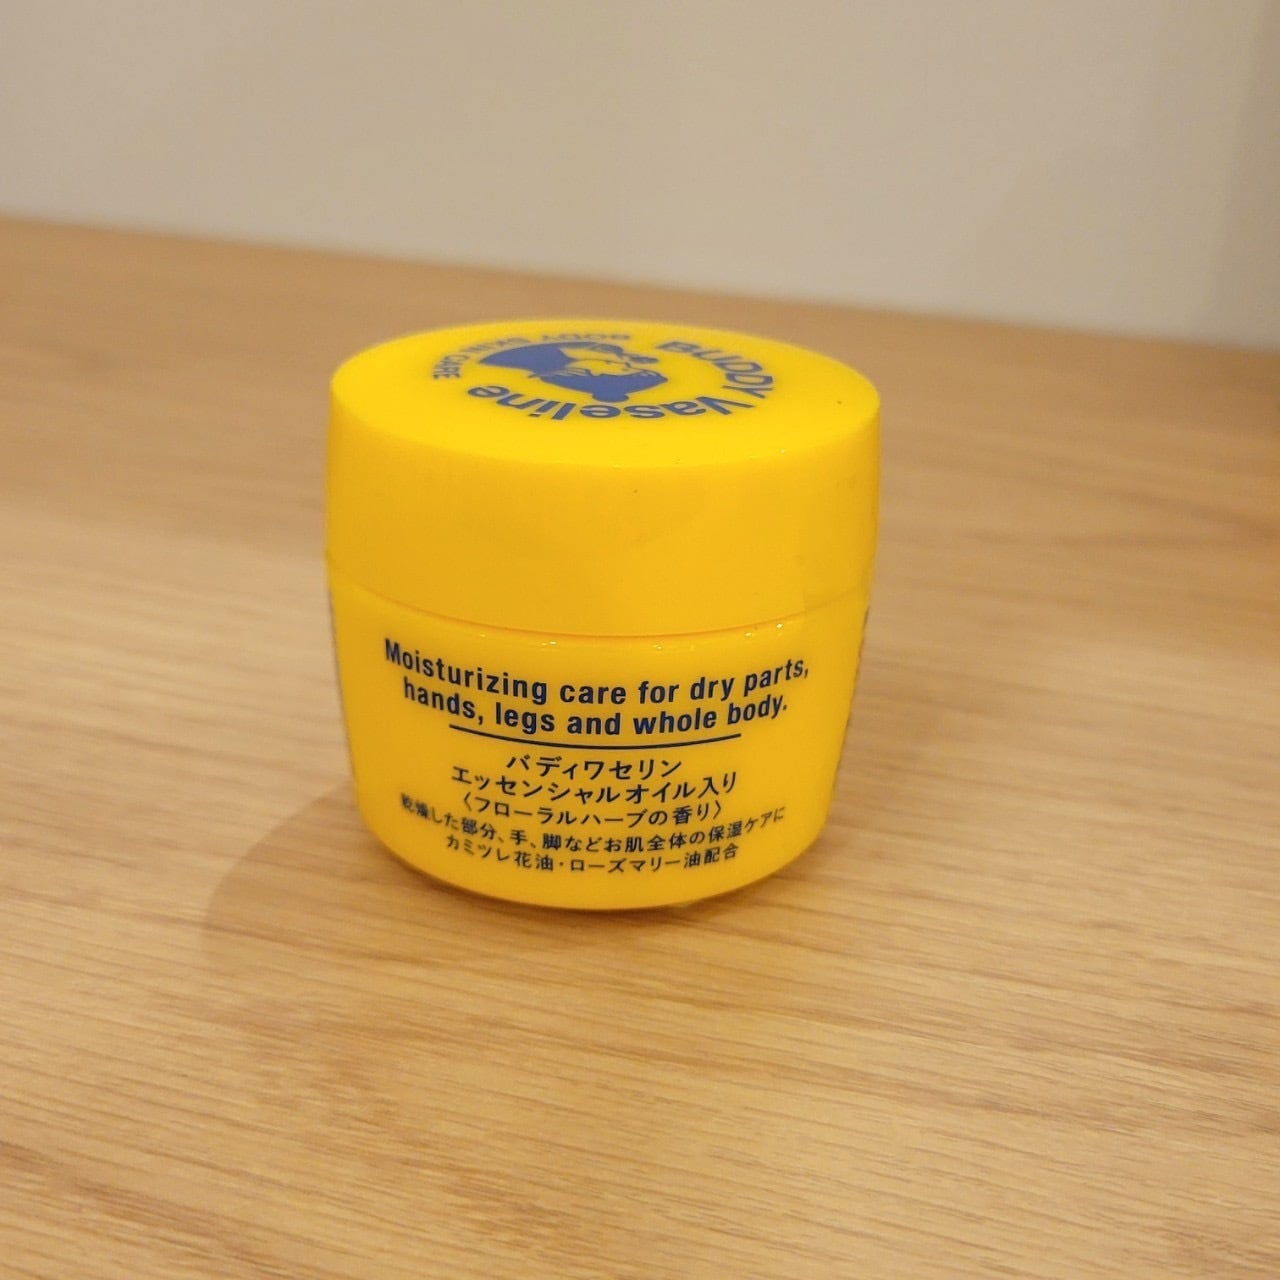 BUDDY Vaseline
BODY SKIN CARE
Moisturizing care for dry parts,
hands, legs and whole body.
バディワセリン
エッセンシャルオイル入り
〈フローラルハーブの香り〉
乾燥した部分、手、脚などお肌全体の保湿ケアに
カミツレ花油・ローズマリー油配合